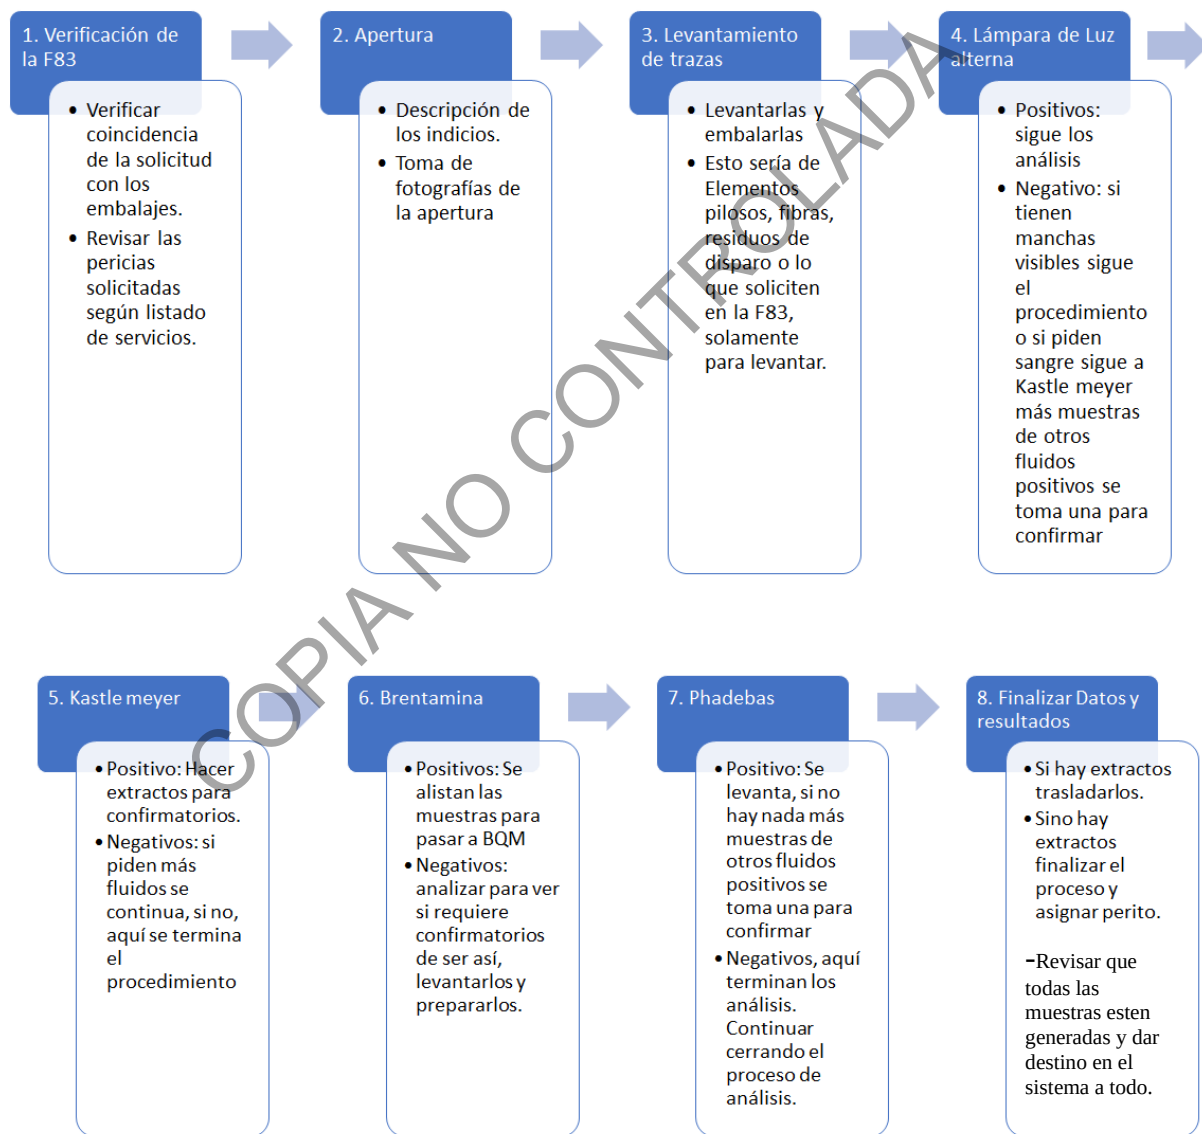 1. Verificación de
la F83
• Verificar
coincidencia
de la solicitud
con los
embalajes.
• Revisar las
pericias
solicitadas
según listado
de servicios.
2. Apertura
• Descripción de
los indicios.
• Toma de
fotografías de
la apertura
3. Levantamiento
de trazas
• Levantarlas y
embalarlas
• Esto sería de
Elementos
pilosos, fibras,
residuos de
disparo o lo
que soliciten
en la F83,
solamente
para levantar.
4. Lámpara de Luz
alterna
• Positivos:
sigue los
análisis
• Negativo: si
tienen
manchas
visibles sigue
el
procedimiento
o si piden
sangre sigue a
Kastle meyer
más muestras
de otros
fluidos
positivos se
toma una para
confirmar
5. Kastle meyer
• Positivo: Hacer
extractos para
confirmatorios.
• Negativos: si
piden más
fluidos se
continua, si no,
aquí se termina
el
procedimiento
6. Brentamina
• Positivos: Se
alistan las
muestras para
pasar a BQM
• Negativos:
analizar para ver
si requiere
confirmatorios
de ser así,
levantarlos y
prepararlos.
7. Phadebas
• Positivo: Se
levanta, si no
hay nada más
muestras de
otros fluidos
positivos se
toma una para
confirmar
• Negativos, aquí
terminan los
análisis.
Continuar
cerrando el
proceso de
análisis.
8. Finalizar Datos y
resultados
• Si hay extractos
trasladarlos.
• Sino hay
extractos
finalizar el
proceso y
asignar perito.
-Revisar que
todas las
muestras esten
generadas y dar
destino en el
sistema a todo.
COPIA NO CONTROLADA